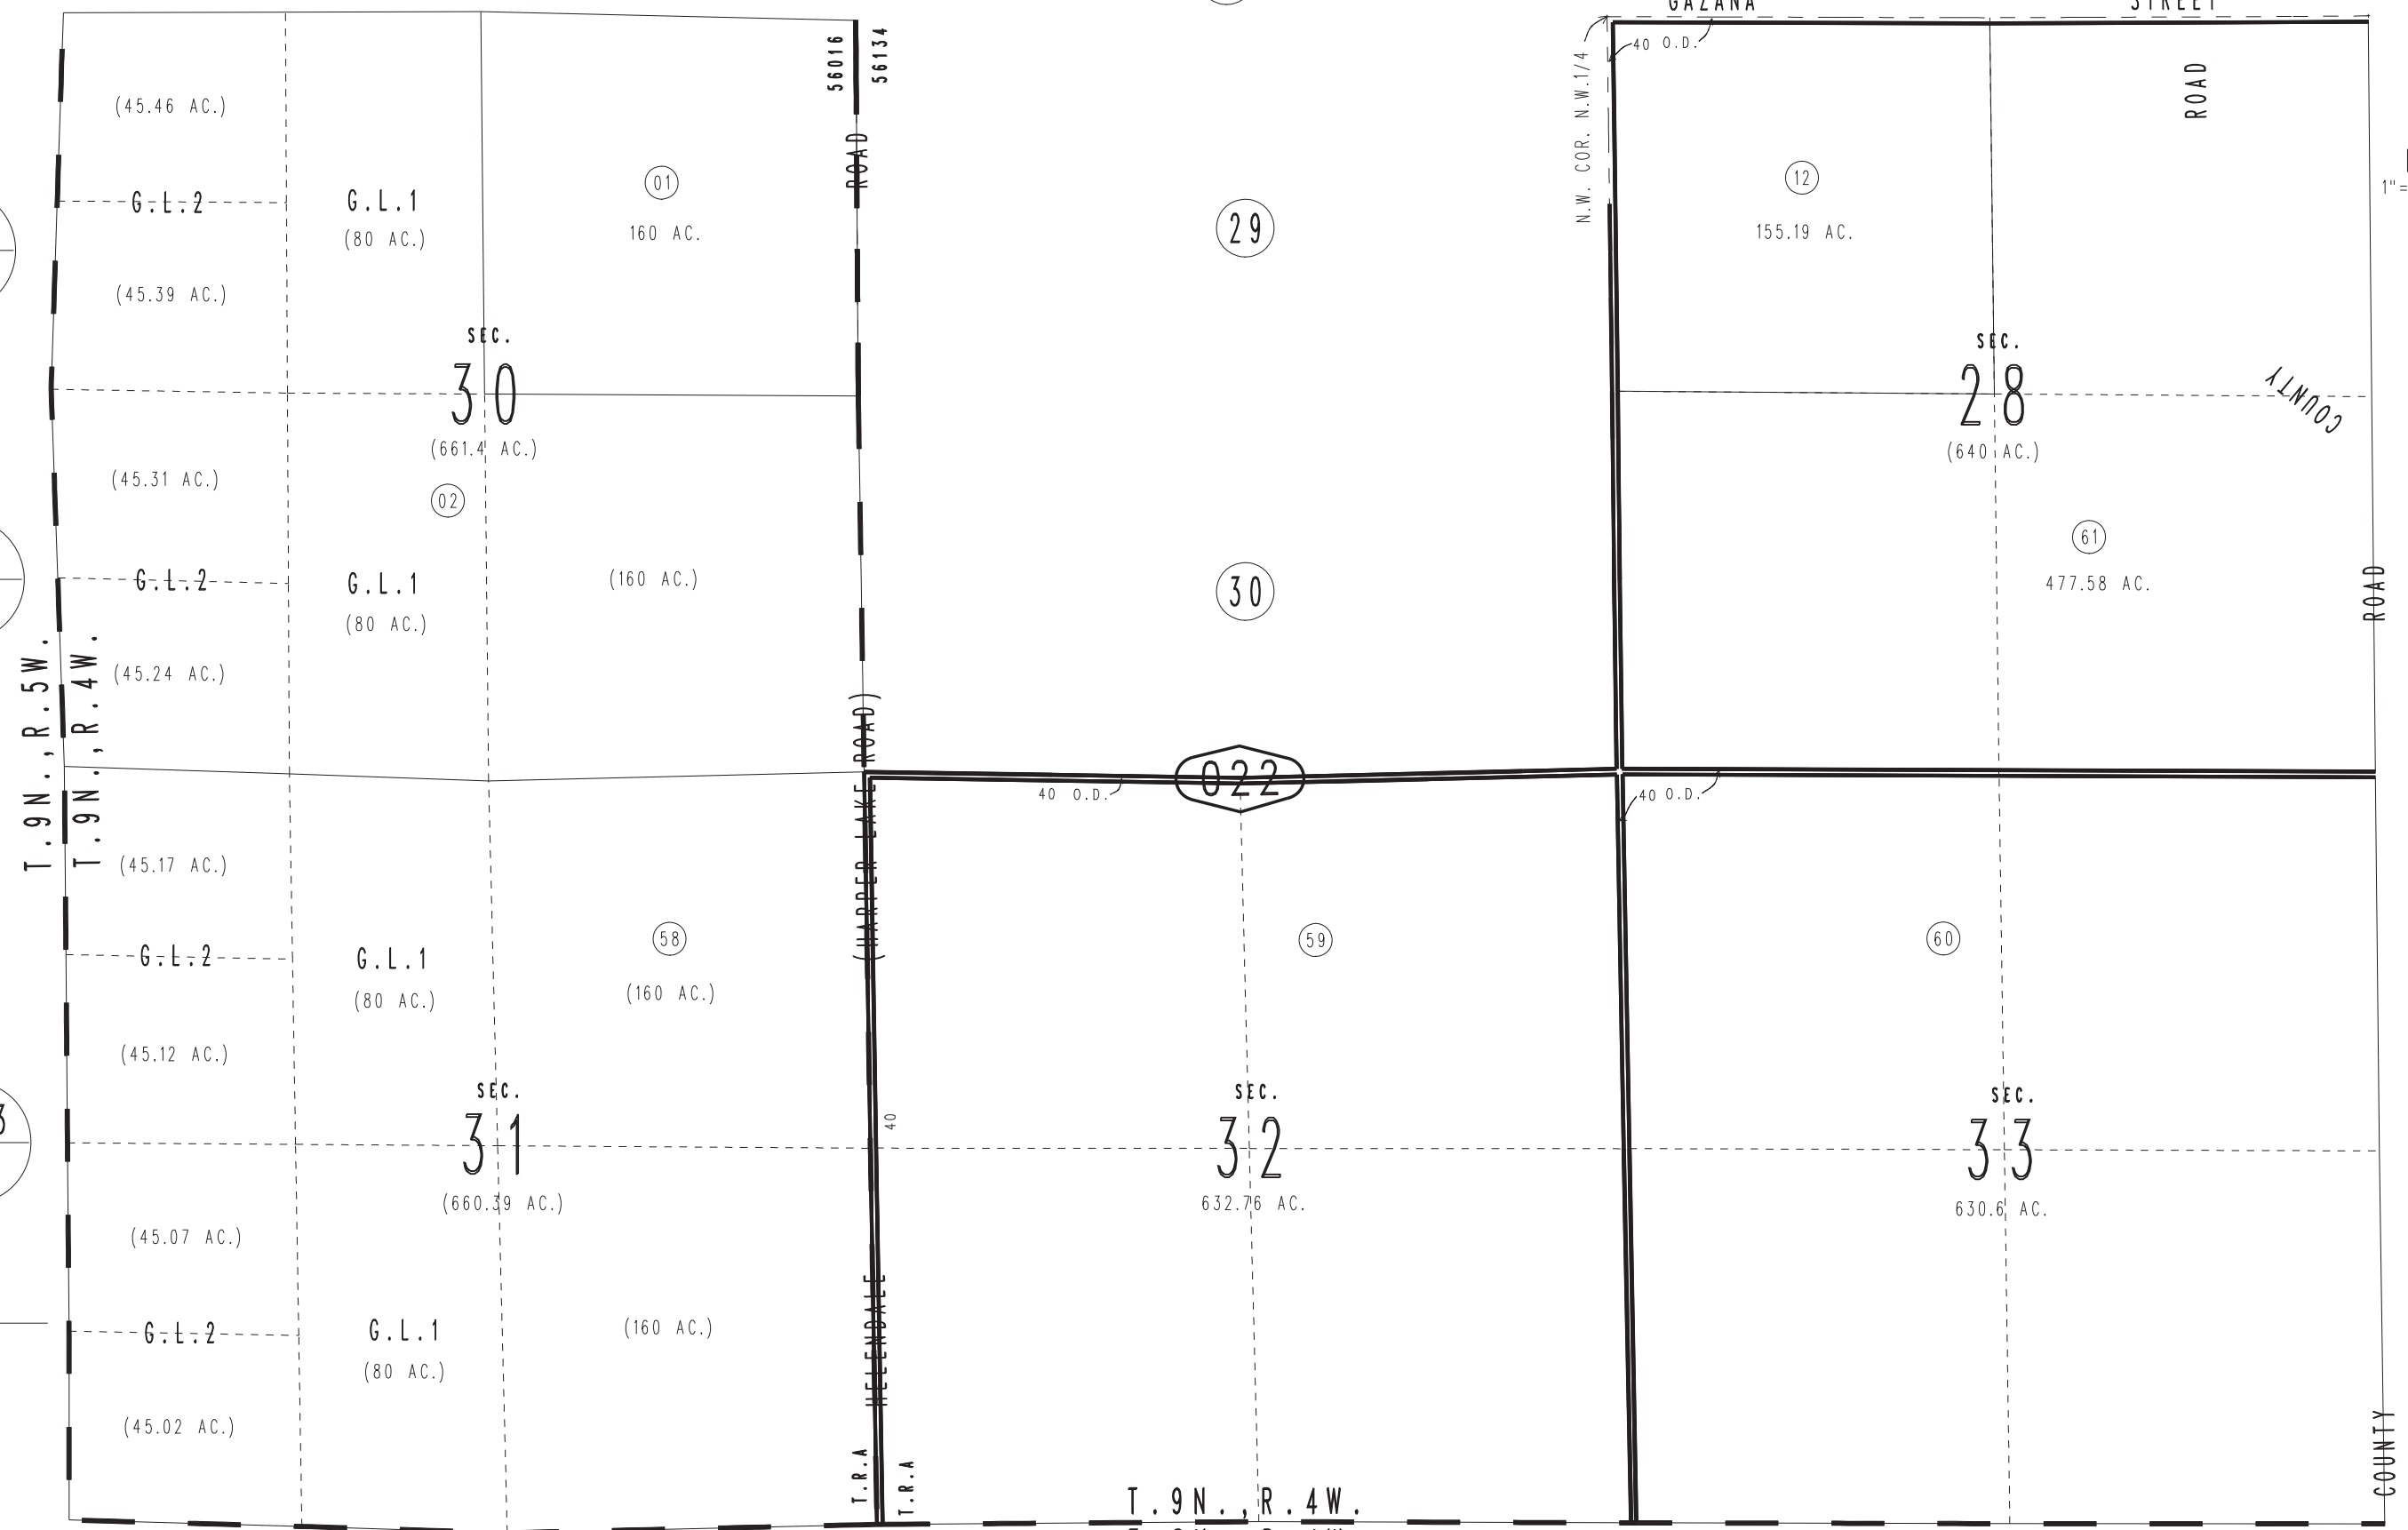 GAZANA STREET
56016
56134
40 O.D.
N.W. COR. N.W.1/4
ROAD
(45.46 AC.)
01
12
1"=
G.L.2
G.L.1
ROAD
(80 AC.)
160 AC.
29
155.19 AC.
(45.39 AC.)
SEC.
30
(661.4 AC.)
SEC.
28
(640 AC.)
COUNTY
(45.31 AC.)
02
61
G.L.2
G.L.1
(80 AC.)
(160 AC.)
30
477.58 AC.
ROAD
(45.24 AC.)
T.9N.,R.5W.
T.9N.,R.4W.
(HARPER LAKE ROAD)
022
40 O.D.
40 O.D.
(45.17 AC.)
58
59
60
G.L.2
G.L.1
(80 AC.)
(160 AC.)
(45.12 AC.)
SEC.
31
(660.39 AC.)
40
SEC.
32
632.76 AC.
SEC.
33
630.6 AC.
3
(45.07 AC.)
G.L.2
G.L.1
(80 AC.)
(160 AC.)
HELENDALE
(45.02 AC.)
T.R.A
T.R.A
COUNTY
T.9N.,R.4W.